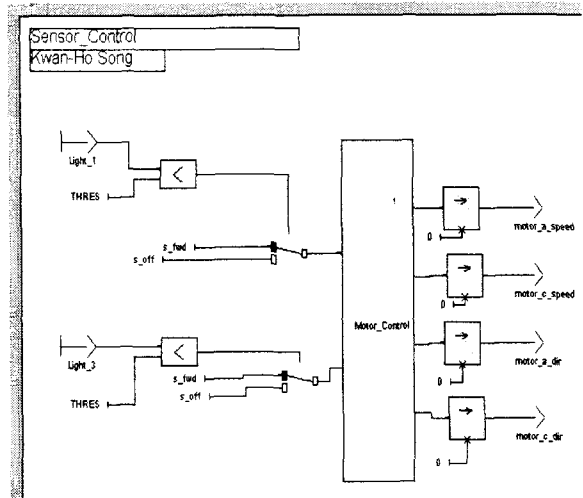 Sensor_Control
Kwan-Ho Song
Light_1
<
THRES
s_fwd
s_off
Light_3
<
THRES
s_fwd
s_off
1
Motor_Control
0
motor_a_speed
0
motor_c_speed
0
motor_a_dir
0
motor_c_dir